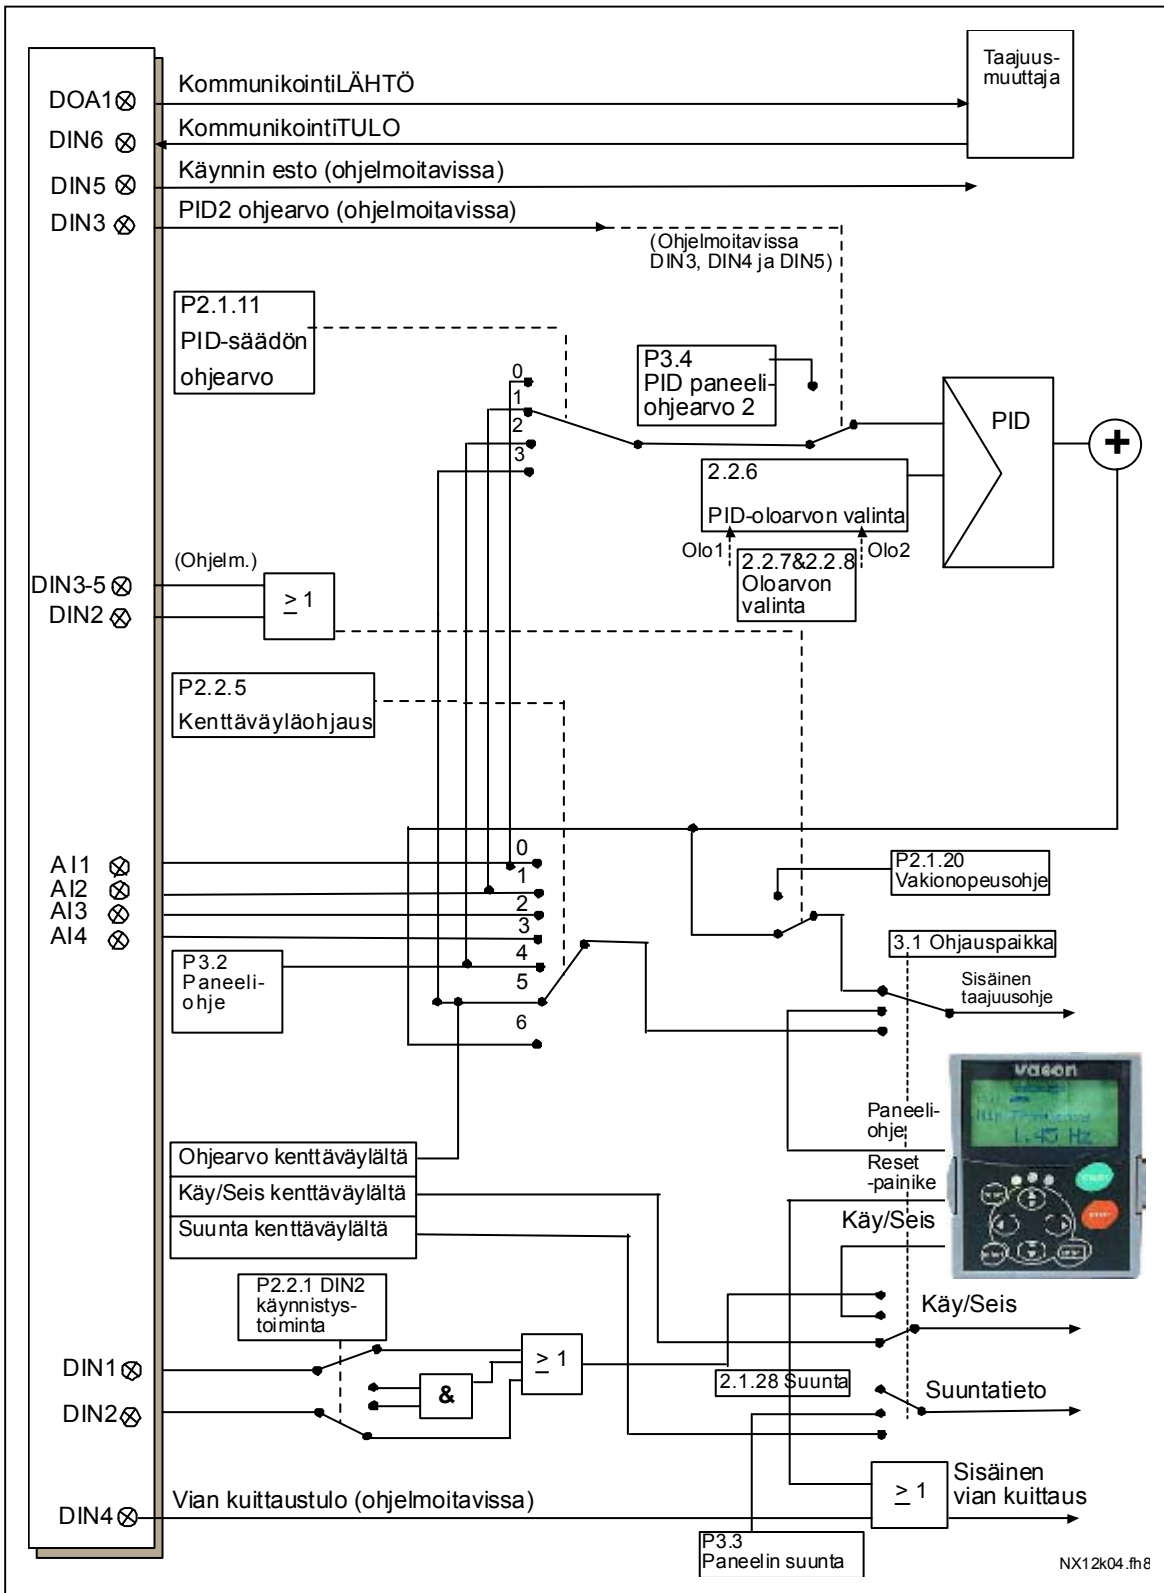 Taajuus-
muuttaja
DOA1
KommunikointiLÄHTÖ
DIN6
KommunikointiTULO
DIN5
Käynnin esto (ohjelmoitavissa)
DIN3
PID2 ohjearvo (ohjelmoitavissa)
(Ohjelmoitavissa
DIN3, DIN4 ja DIN5)
P2.1.11
PID-säädön
ohjearvo
0
1
2
3
P3.4
PID paneeli-
ohjearvo 2
PID
+
2.2.6
PID-oloarvon valinta
Olo1
Olo2
2.2.7&2.2.8
Oloarvon
valinta
(Ohjelm.)
DIN3-5
DIN2
≥ 1
P2.2.5
Kenttäväyläohjaus
AI1
AI2
AI3
AI4
0
1
2
3
4
5
6
P2.1.20
Vakionopeusohje
P3.2
Paneeli-
ohje
3.1 Ohjauspaikka
Sisäinen
taajuusohje
vacon
1.45 Hz
Paneeli-
ohje
Reset
-painike
Käy/Seis
Ohjearvo kenttäväylältä
Käy/Seis kenttäväylältä
Suunta kenttäväylältä
P2.2.1 DIN2
käynnistys-
toiminta
Käy/Seis
DIN1
≥ 1
&
2.1.28 Suunta
Suuntatieto
DIN2
DIN4
Vian kuittaustulo (ohjelmoitavissa)
≥ 1
Sisäinen
vian kuittaus
P3.3
Paneelin suunta
NX12k04.fh8